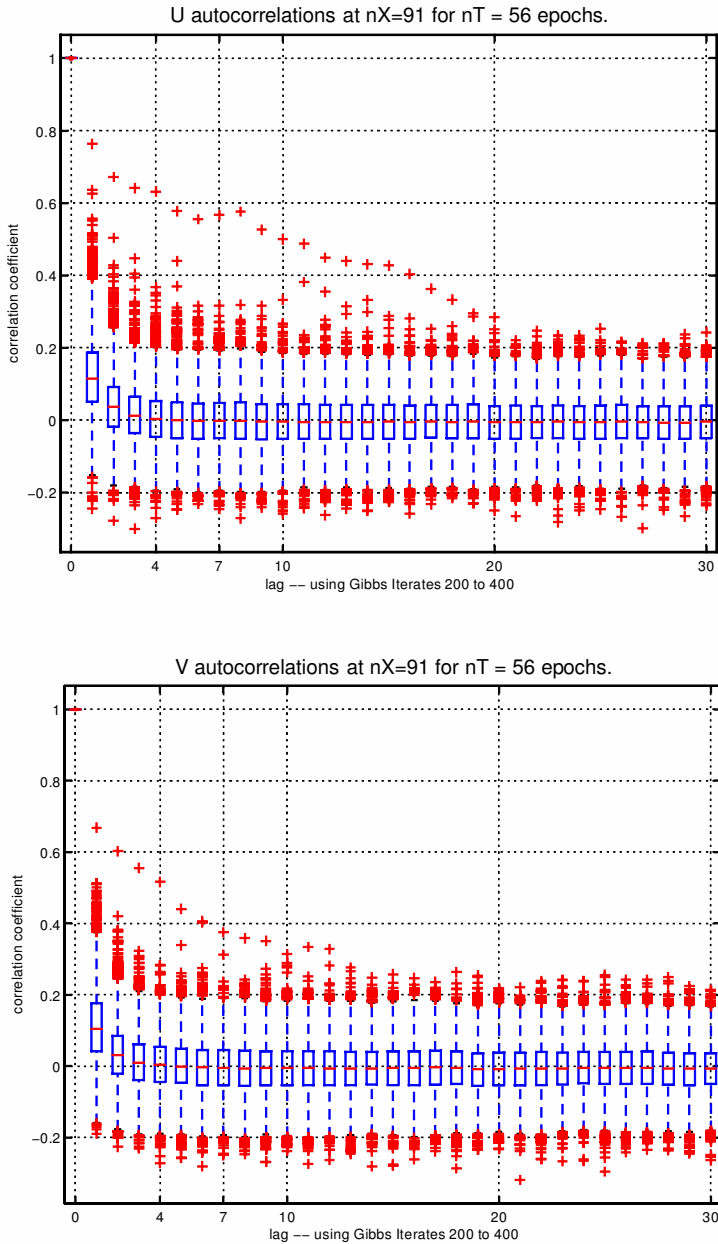 U autocorrelations at nX=91 for nT = 56 epochs.
1
0.8
0.6
0.4
0.2
0
−0.2
correlation coefficient
0 4 7 10 20 30
lag −− using Gibbs Iterates 200 to 400
V autocorrelations at nX=91 for nT = 56 epochs.
1
0.8
0.6
0.4
0.2
0
−0.2
correlation coefficient
0 4 7 10 20 30
lag −− using Gibbs Iterates 200 to 400